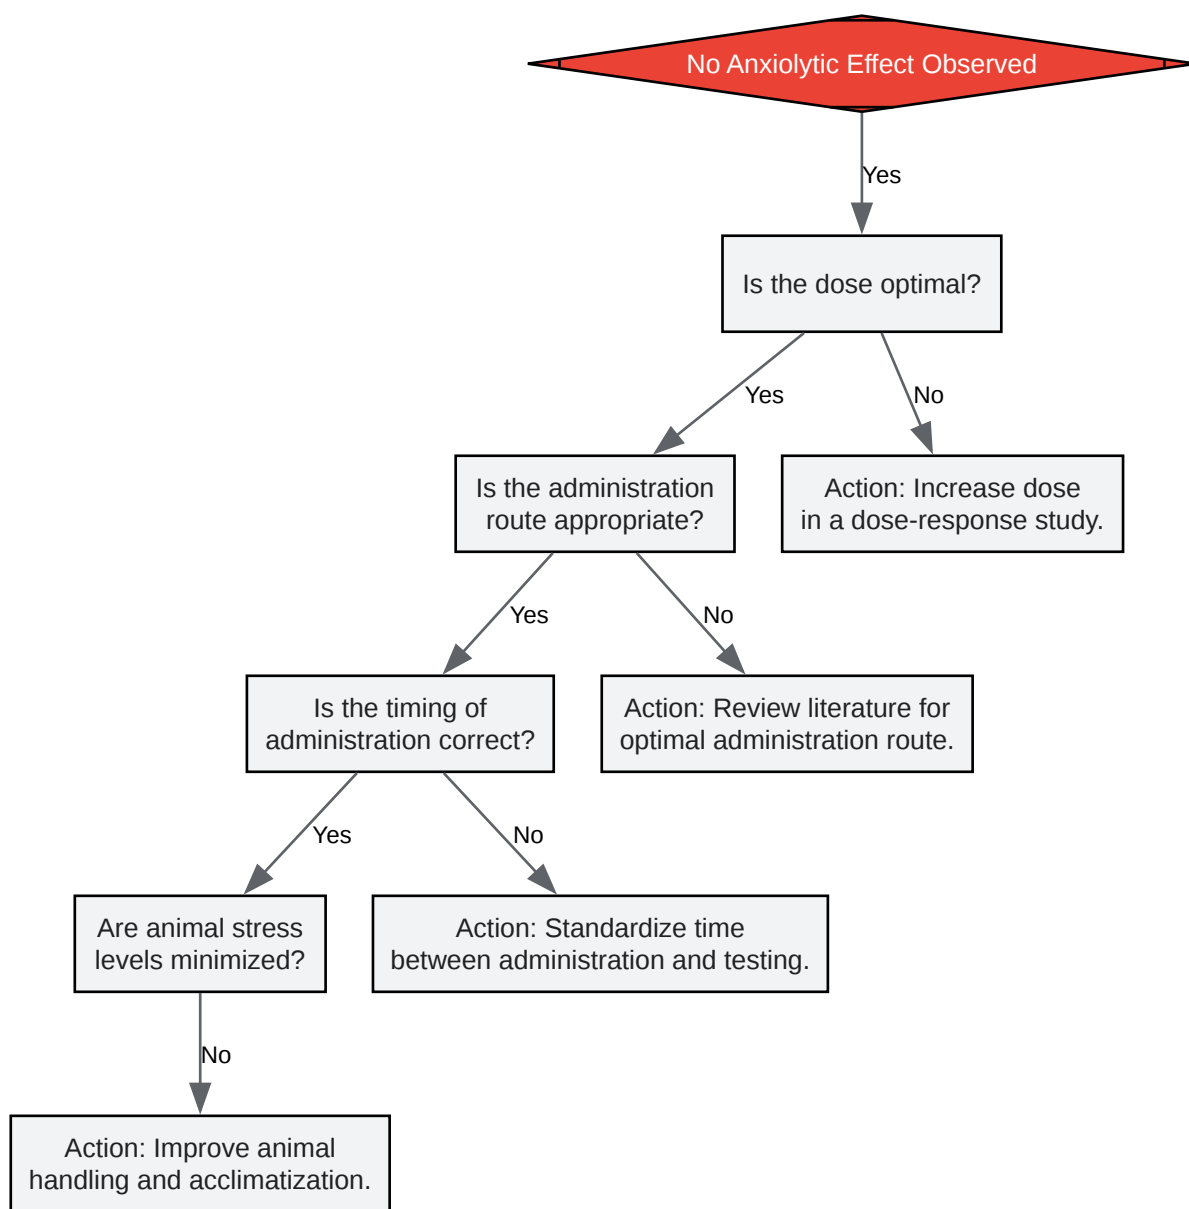 No Anxiolytic Effect Observed
Yes
Is the dose optimal?
Yes
No
Is the administration
route appropriate?
Action: Increase dose
in a dose-response study.
Yes
No
Is the timing of
administration correct?
Action: Review literature for
optimal administration route.
Yes
No
Are animal stress
levels minimized?
Action: Standardize time
between administration and testing.
No
Action: Improve animal
handling and acclimatization.